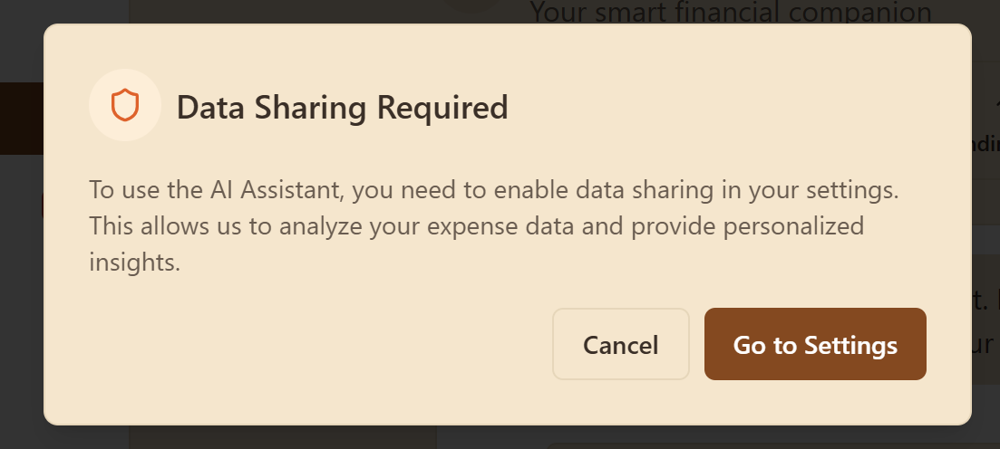 Your smart financial companion
Data Sharing Required
To use the AI Assistant, you need to enable data sharing in your settings.
This allows us to analyze your expense data and provide personalized
insights.
Cancel
Go to Settings